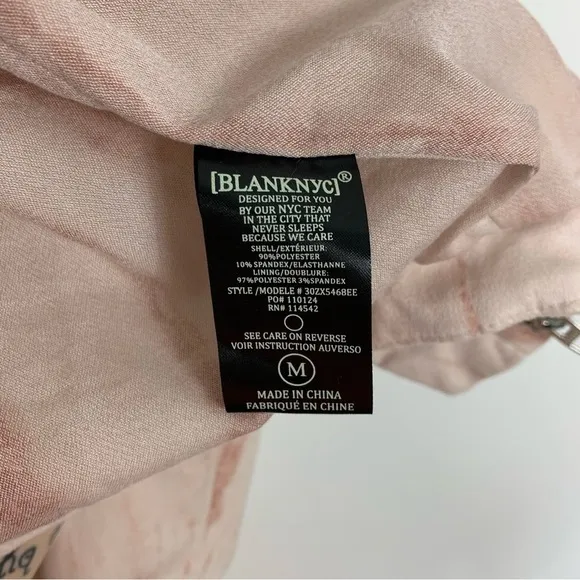 [BLANKNYC]®
DESIGNED FOR YOU
BY OUR NYC TEAM
IN THE CITY THAT
NEVER SLEEPS
BECAUSE WE CARE
SHELL/EXTÉRIEUR:
90%POLYESTER
10%SPANDEX/ELASTHANNE
LINING/DOUBLURE:
97%POLYESTER 3%SPANDEX
STYLE /MODELE # 30ZX5468EE
PO# 110124
RN# 114542
SEE CARE ON REVERSE
VOIR INSTRUCTION AUVERSO
M
MADE IN CHINA
FABRIQUÉ EN CHINE